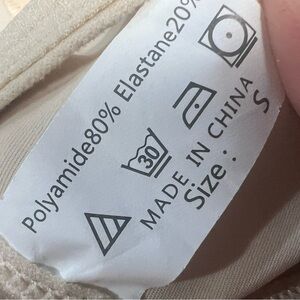 Polyamide80% Elastane20%
30
MADE IN CHINA
Size : S